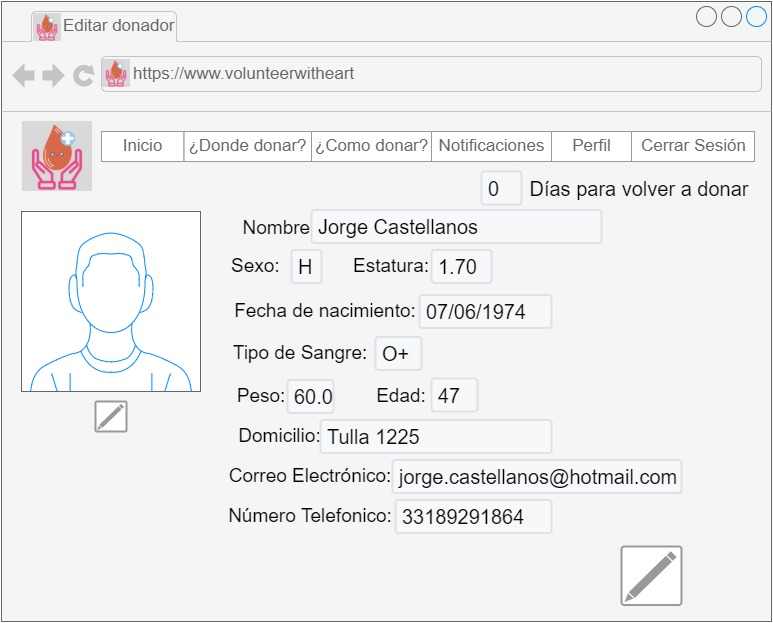 Editar donador
https://www.volunteerwitheart
Inicio ¿Donde donar? ¿Como donar? Notificaciones Perfil Cerrar Sesión
0 Días para volver a donar
Nombre Jorge Castellanos
Sexo: H Estatura: 1.70
Fecha de nacimiento: 07/06/1974
Tipo de Sangre: O+
Peso: 60.0 Edad: 47
Domicilio: Tulla 1225
Correo Electrónico: jorge.castellanos@hotmail.com
Número Telefonico: 33189291864